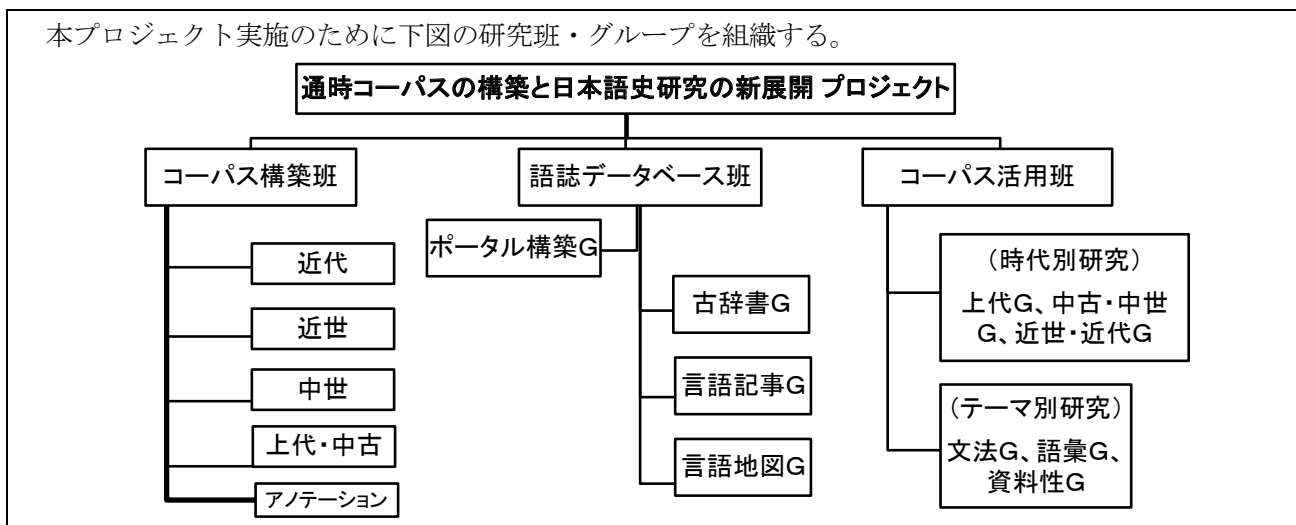 本プロジェクト実施のために下図の研究班・グループを組織する。
通時コーパスの構築と日本語史研究の新展開 プロジェクト
コーパス構築班
近代
近世
中世
上代・中古
アノテーション
語誌データベース班
ポータル構築G
古辞書G
言語記事G
言語地図G
コーパス活用班
（時代別研究）
上代G、中古・中世
G、近世・近代G
（テーマ別研究）
文法G、語彙G、
資料性G